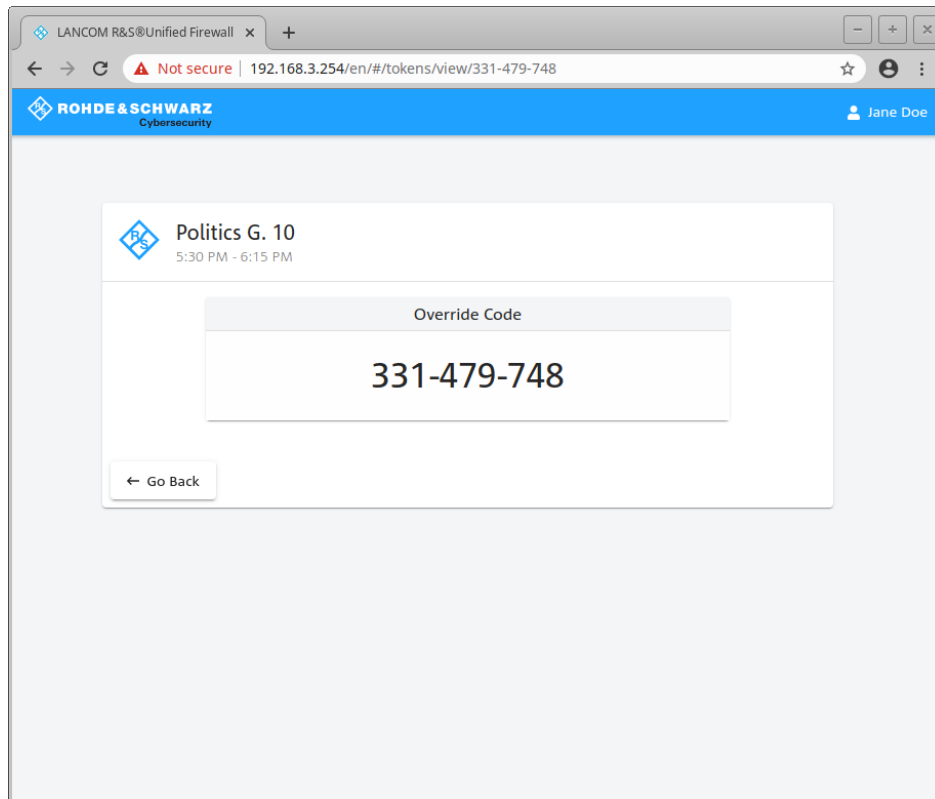 LANCOM R&S®Unified Firewall
Not secure | 192.168.3.254/en/#/tokens/view/331-479-748
ROHDE&SCHWARZ
Cybersecurity
Jane Doe
R&S
Politics G. 10
5:30 PM - 6:15 PM
Override Code
331-479-748
← Go Back